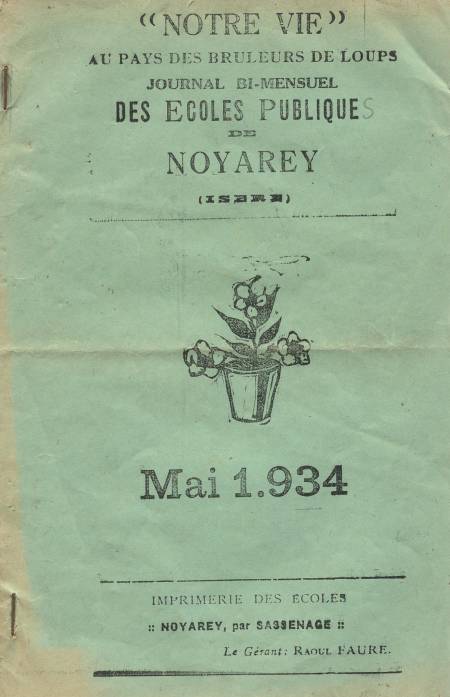 “NOTRE VIE”
AU PAYS DES BRULEURS DE LOUPS
JOURNAL BI-MENSUEL
DES ECOLES PUBLIQUES
DE
NOYAREY
(ISERE)
Mai 1.934
IMPRIMERIE DES ÉCOLES
:: NOYAREY, par SASSENAGE ::
Le Gérant: RAOUL FAURE.